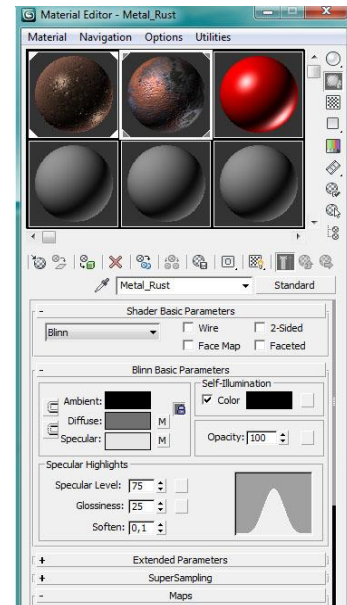 Material Editor - Metal_Rust
Material Navigation Options Utilities
Metal_Rust Standard
- Shader Basic Parameters
Blinn Wire 2-Sided
Face Map Faceted
- Blinn Basic Parameters
Self-Illumination
Ambient: Color
Diffuse: M
Specular: M Opacity: 100
Specular Highlights
Specular Level: 75
Glossiness: 25
Soften: 0,1
+ Extended Parameters
+ SuperSampling
- Maps